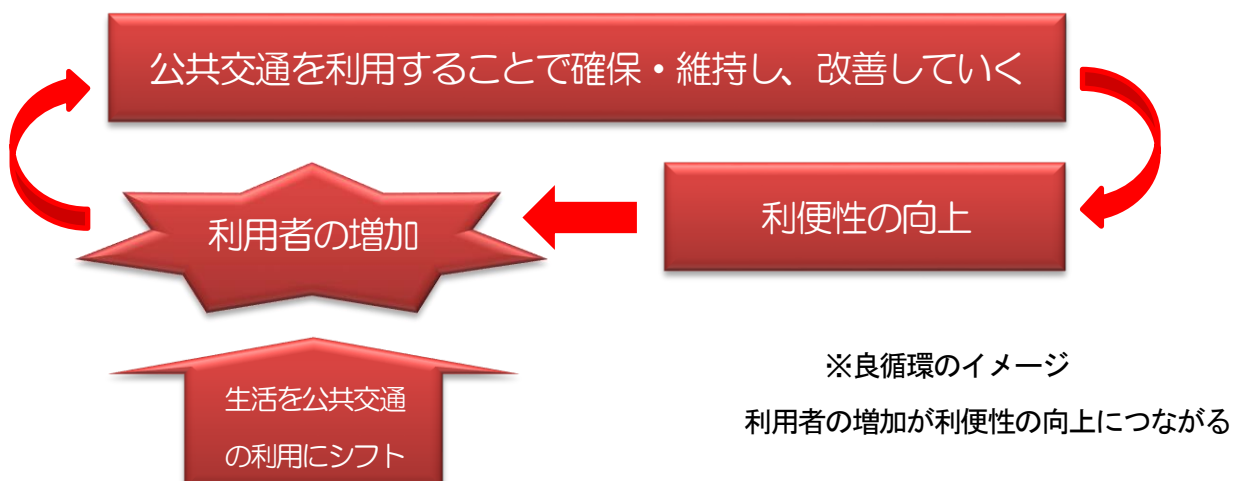 公共交通を利用することで確保・維持し、改善していく
利用者の増加
利便性の向上
生活を公共交通
の利用にシフト
※良循環のイメージ
利用者の増加が利便性の向上につながる